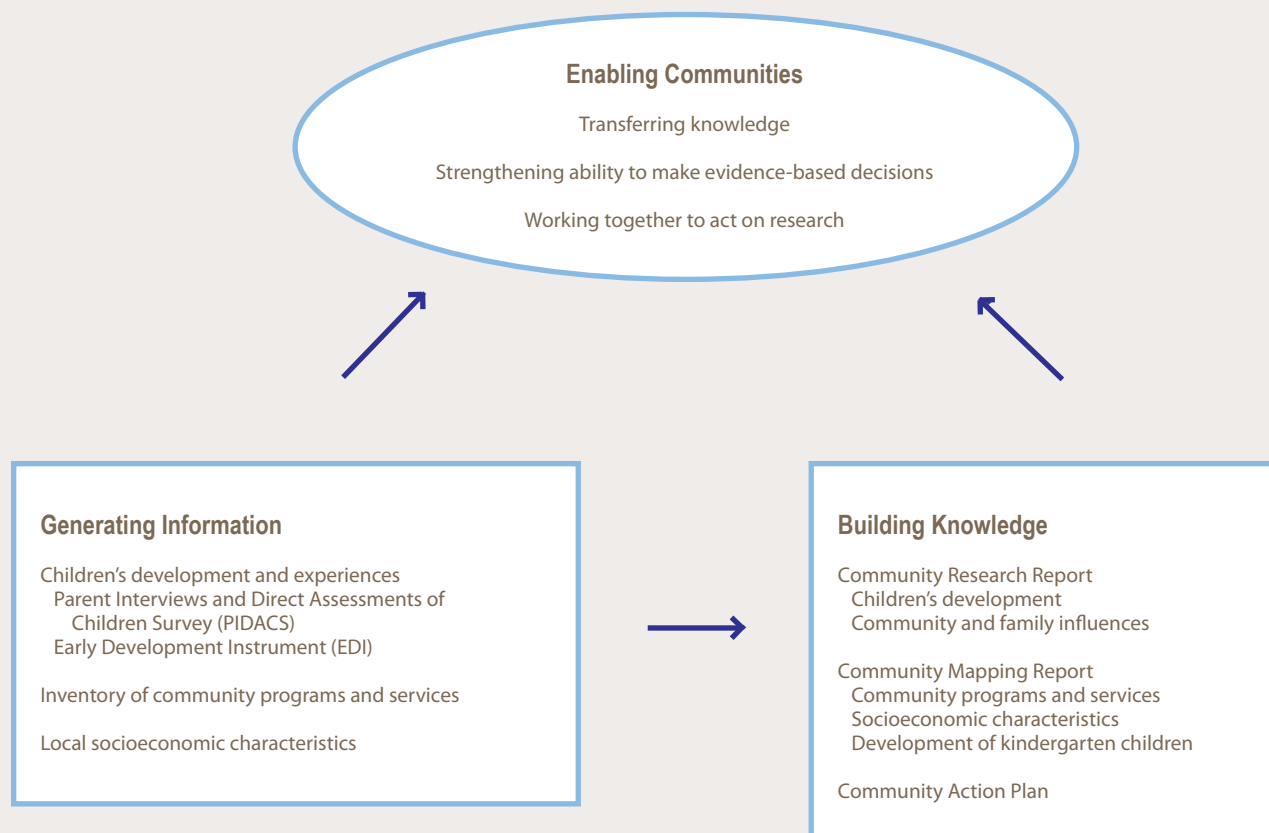 Enabling Communities
Transferring knowledge
Strengthening ability to make evidence-based decisions
Working together to act on research
Generating Information
Children’s development and experiences
Parent Interviews and Direct Assessments of
Children Survey (PIDACS)
Early Development Instrument (EDI)
Inventory of community programs and services
Local socioeconomic characteristics
Building Knowledge
Community Research Report
Children’s development
Community and family influences
Community Mapping Report
Community programs and services
Socioeconomic characteristics
Development of kindergarten children
Community Action Plan